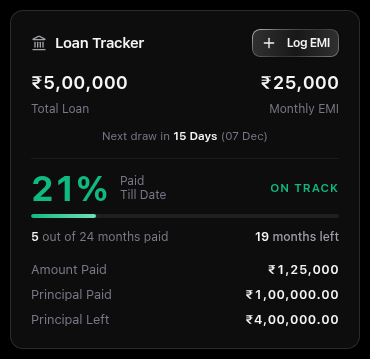 Loan Tracker
+ Log EMI
₹5,00,000
₹25,000
Total Loan
Monthly EMI
Next draw in 15 Days (07 Dec)
21%
Paid
Till Date
ON TRACK
5 out of 24 months paid
19 months left
Amount Paid
₹1,25,000
Principal Paid
₹1,00,000.00
Principal Left
₹4,00,000.00